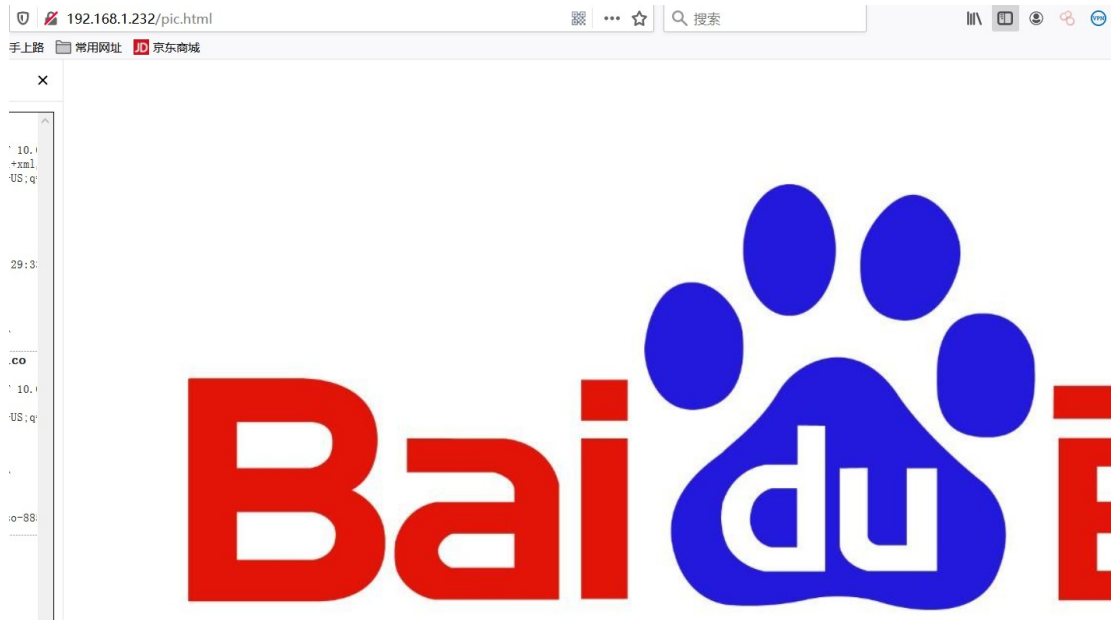 192.168.1.232/pic.html
搜索
VPN
手上路 常用网址 JD 京东商城
10.
+xml
US;q
29:3
.co
10.
US;q
o-88
Bai du